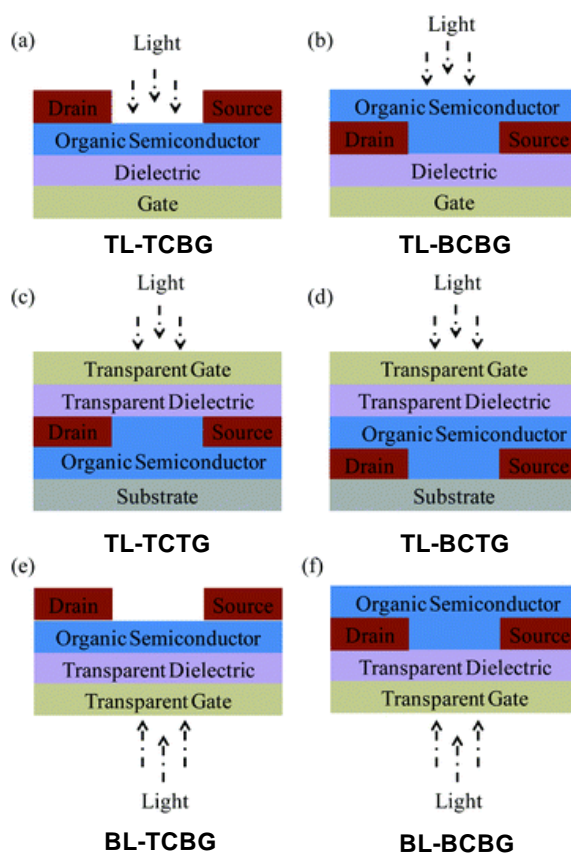 (a)
Light
Drain
Source
Organic Semiconductor
Dielectric
Gate
TL-TCBG
(b)
Light
Organic Semiconductor
Drain
Source
Dielectric
Gate
TL-BCBG
(c)
Light
Transparent Gate
Transparent Dielectric
Drain
Source
Organic Semiconductor
Substrate
TL-TCTG
(d)
Light
Transparent Gate
Transparent Dielectric
Organic Semiconductor
Drain
Source
Substrate
TL-BCTG
(e)
Drain
Source
Organic Semiconductor
Transparent Dielectric
Transparent Gate
Light
BL-TCBG
(f)
Organic Semiconductor
Drain
Source
Transparent Dielectric
Transparent Gate
Light
BL-BCBG